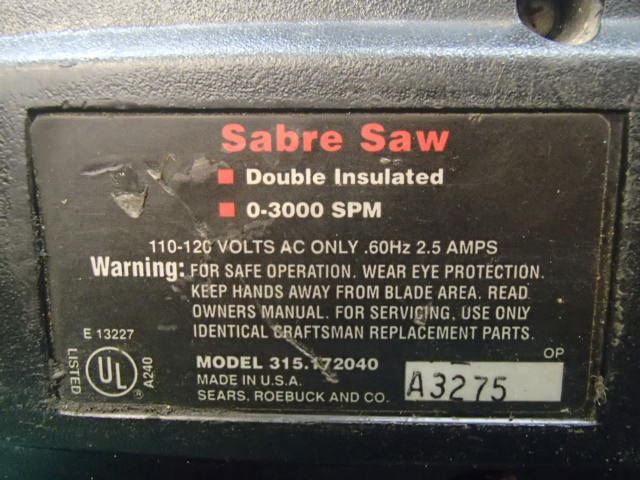 Sabre Saw
Double Insulated
0-3000 SPM
110-120 VOLTS AC ONLY .60Hz 2.5 AMPS
Warning: FOR SAFE OPERATION. WEAR EYE PROTECTION.
KEEP HANDS AWAY FROM BLADE AREA. READ
OWNERS MANUAL. FOR SERVICING. USE ONLY
IDENTICAL CRAFTSMAN REPLACEMENT PARTS.
E 13227
LISTED UL ® A240
MODEL 315.172040
MADE IN U.S.A.
SEARS. ROEBUCK AND CO.
OP
A3275